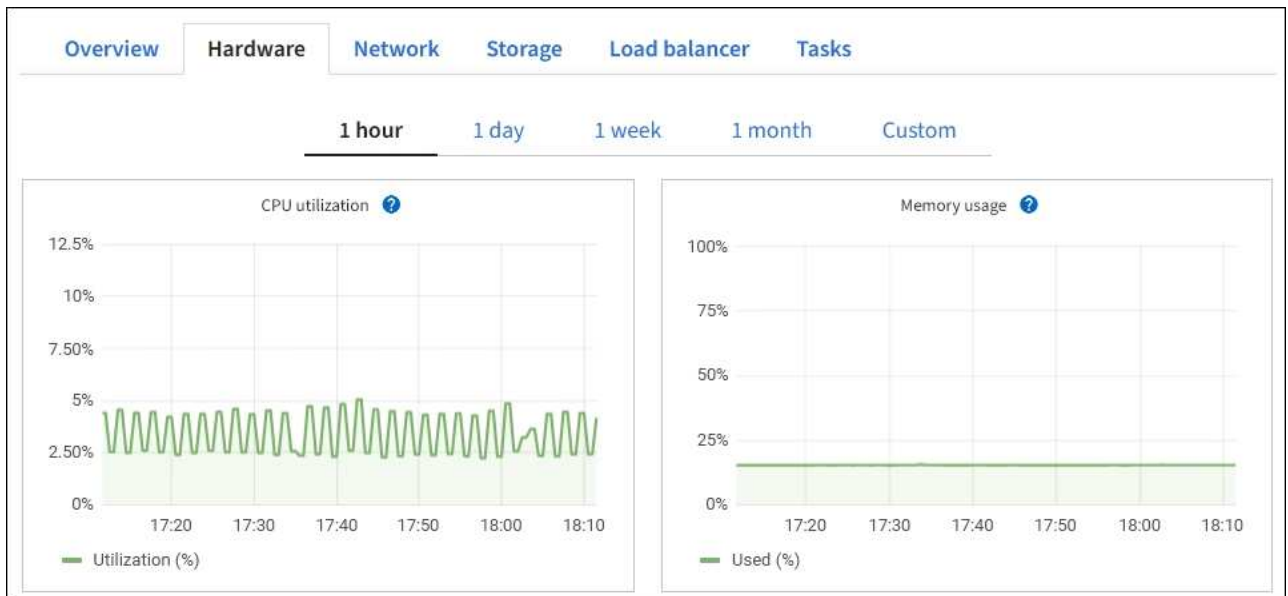 Overview Hardware Network Storage Load balancer Tasks
1 hour 1 day 1 week 1 month Custom
CPU utilization ?
12.5%
10%
7.50%
5%
2.50%
0%
17:20 17:30 17:40 17:50 18:00 18:10
Utilization (%)
Memory usage ?
100%
75%
50%
25%
0%
17:20 17:30 17:40 17:50 18:00 18:10
Used (%)